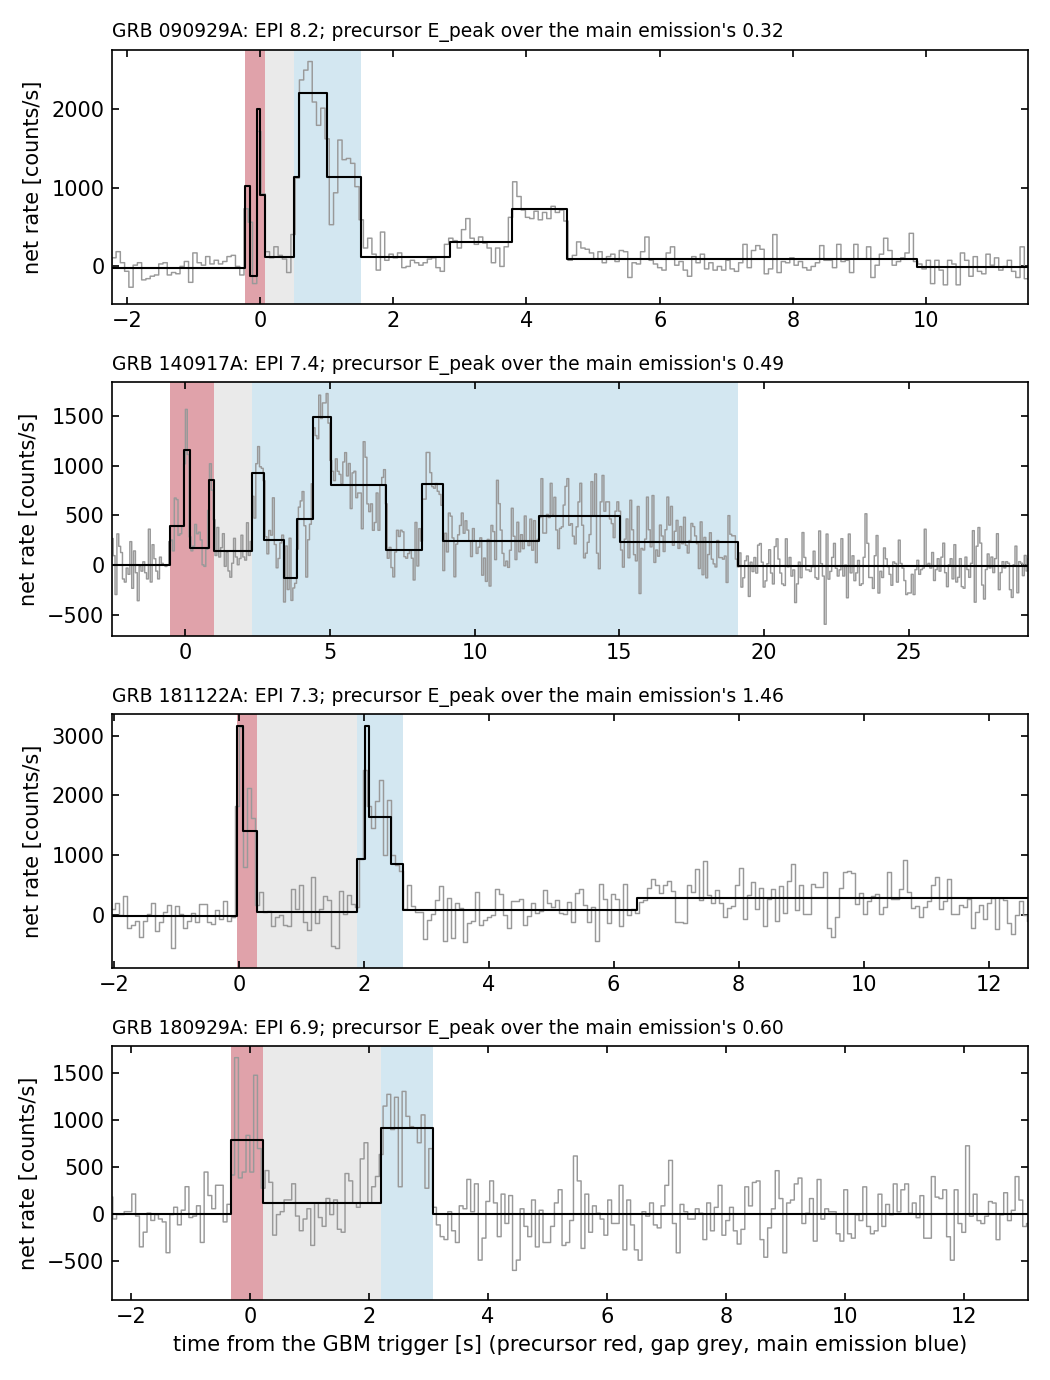 GRB 090929A: EPI 8.2; precursor E_peak over the main emission's 0.32
net rate [counts/s]
2000
1000
0
−2 0 2 4 6 8 10
GRB 140917A: EPI 7.4; precursor E_peak over the main emission's 0.49
net rate [counts/s]
1500
1000
500
0
−500
0 5 10 15 20 25
GRB 181122A: EPI 7.3; precursor E_peak over the main emission's 1.46
net rate [counts/s]
3000
2000
1000
0
−2 0 2 4 6 8 10 12
GRB 180929A: EPI 6.9; precursor E_peak over the main emission's 0.60
net rate [counts/s]
1500
1000
500
0
−500
−2 0 2 4 6 8 10 12
time from the GBM trigger [s] (precursor red, gap grey, main emission blue)